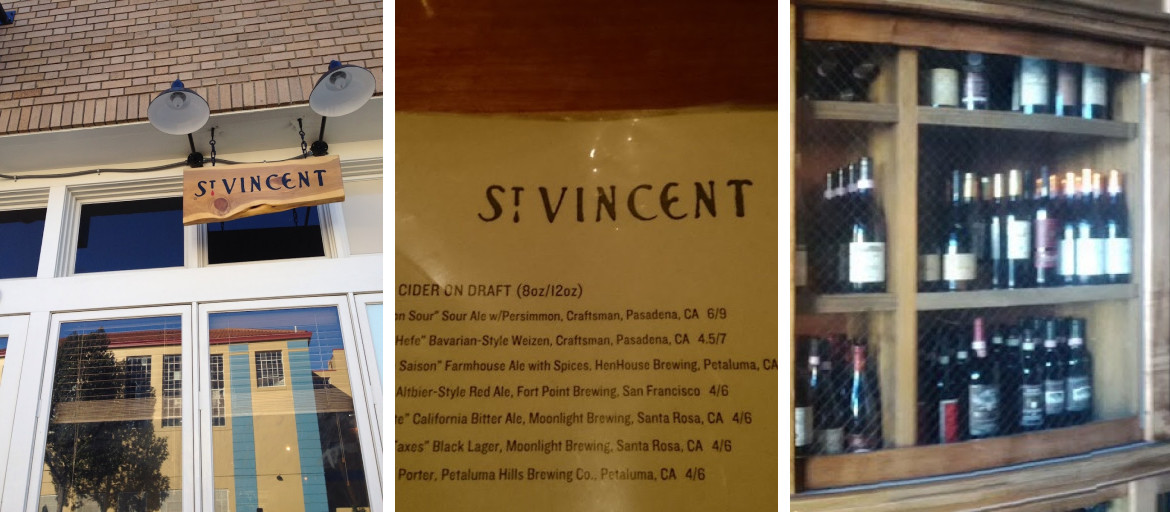 ST VINCENT
ST VINCENT
CIDER ON DRAFT (8oz/12oz)
on Sour" Sour Ale w/Persimmon, Craftsman, Pasadena, CA 6/9
Hefe" Bavarian-Style Weizen, Craftsman, Pasadena, CA 4.5/7
Saison" Farmhouse Ale with Spices, HenHouse Brewing, Petaluma, CA
Altbier-Style Red Ale, Fort Point Brewing, San Francisco 4/6
te" California Bitter Ale, Moonlight Brewing, Santa Rosa, CA 4/6
axes" Black Lager, Moonlight Brewing, Santa Rosa, CA 4/6
Porter, Petaluma Hills Brewing Co., Petaluma, CA 4/6